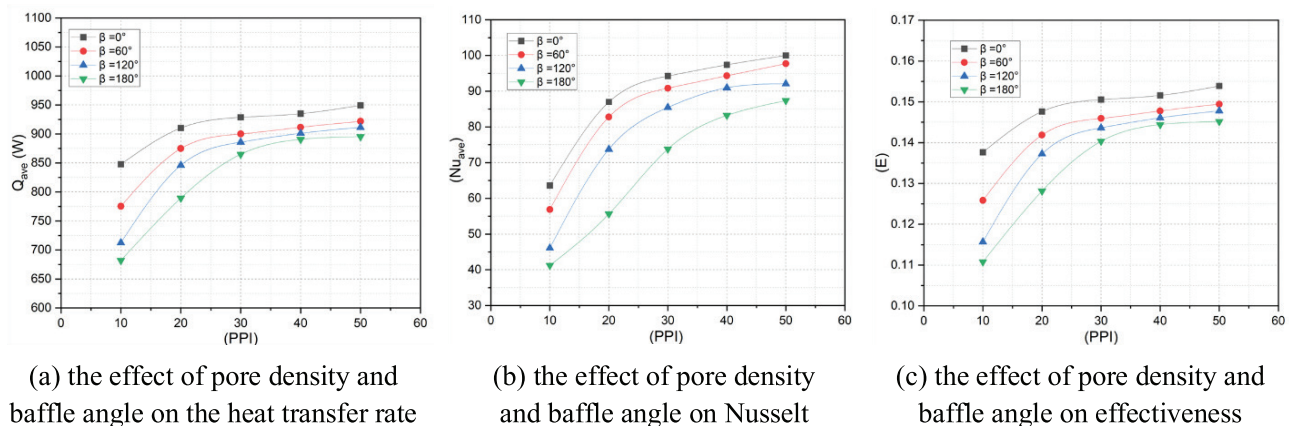 1100
1050
1000
950
900
850
800
750
700
650
600
Q_ave (W)
β =0°
β =60°
β =120°
β =180°
0 10 20 30 40 50 60
(PPI)
110
100
90
80
70
60
50
40
30
(Nu_ave)
β =0°
β =60°
β =120°
β =180°
0 10 20 30 40 50 60
(PPI)
0.17
0.16
0.15
0.14
0.13
0.12
0.11
0.10
(E)
β =0°
β =60°
β =120°
β =180°
0 10 20 30 40 50 60
(PPI)
(a) the effect of pore density and
baffle angle on the heat transfer rate
(b) the effect of pore density
and baffle angle on Nusselt
(c) the effect of pore density and
baffle angle on effectiveness